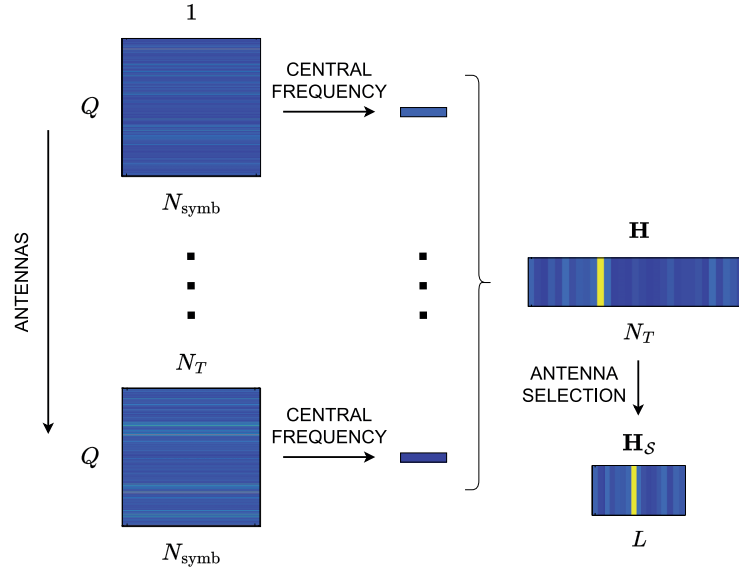 1
CENTRAL
FREQUENCY
Q
N_symb
ANTENNAS
H
N_T
N_T
ANTENNA
SELECTION
CENTRAL
FREQUENCY
Q
H_𝒮
N_symb
L